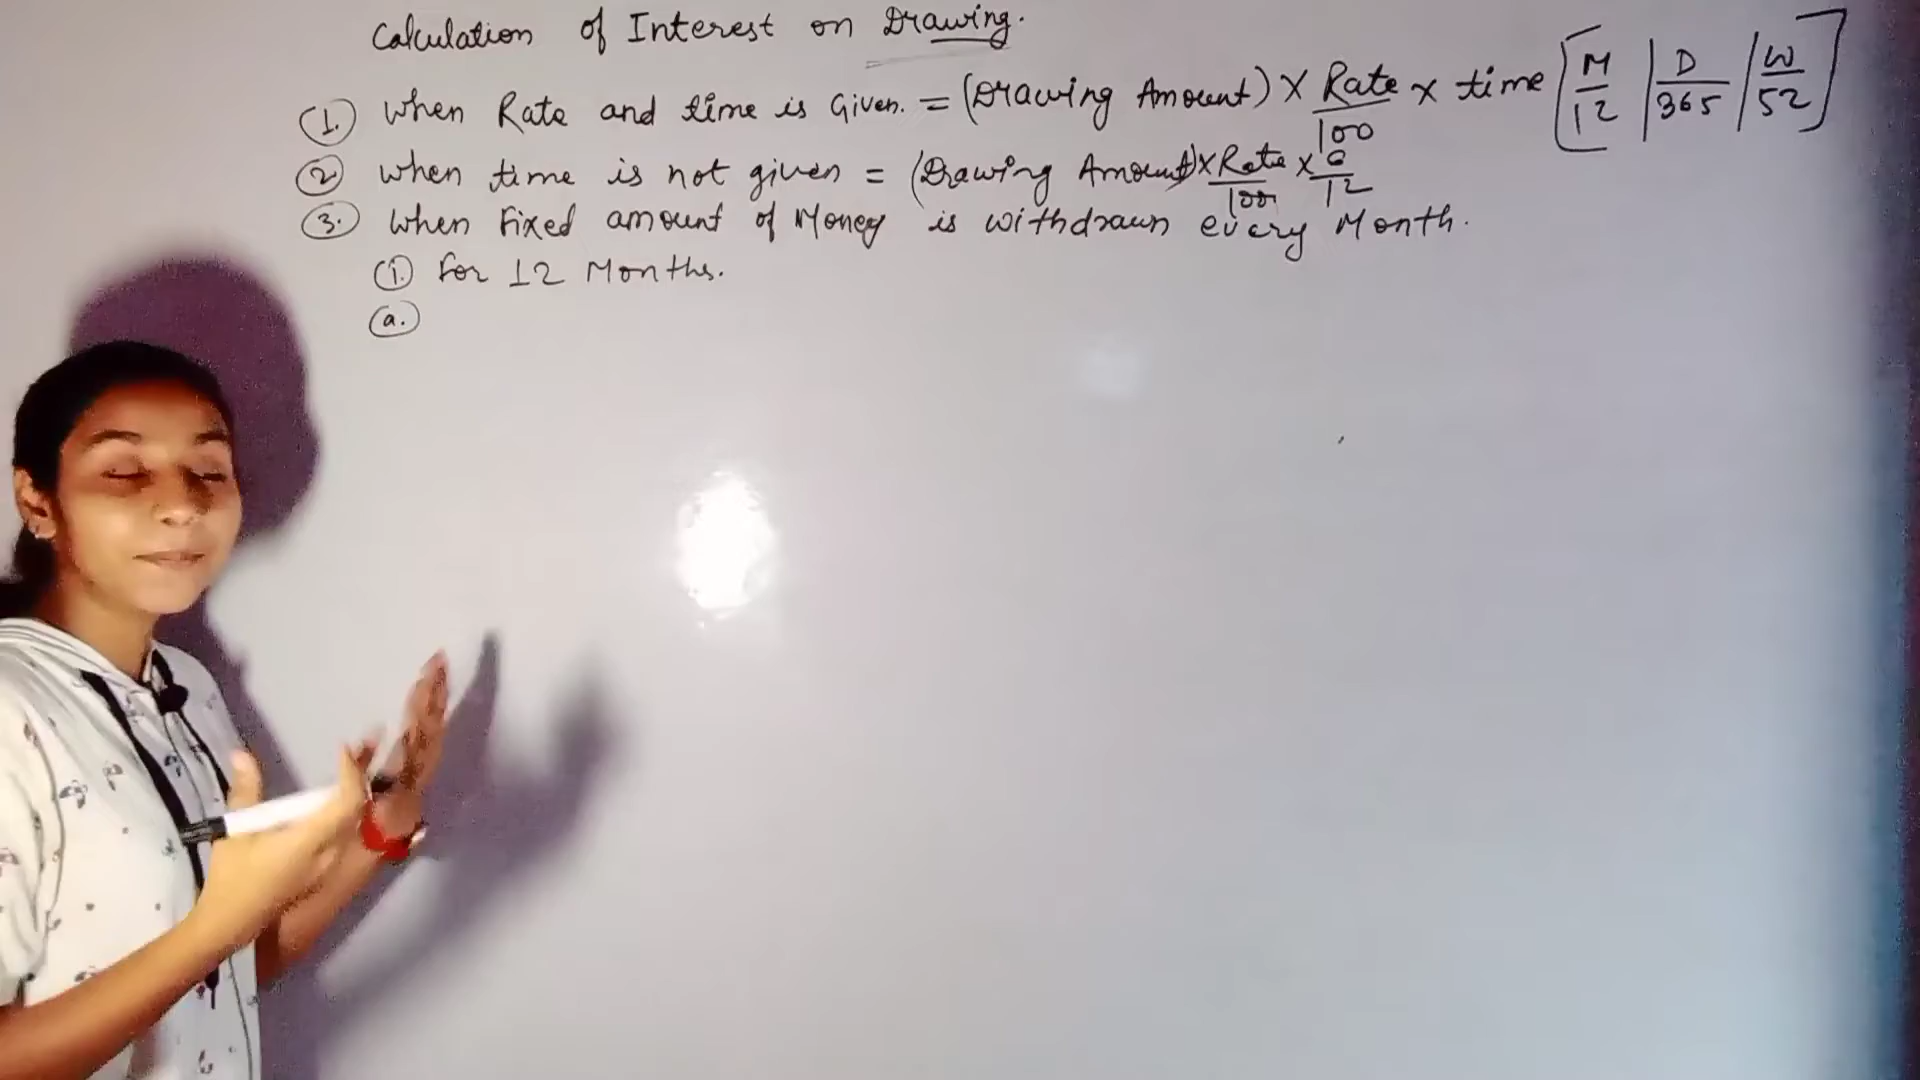 Calculation of Interest on Drawing.
1. when Rate and time is Given. = (Drawing Amount) × Rate/100 × time [M/12 | D/365 | W/52]
2 when time is not given = (Drawing Amount) × Rate/100 × 6/12
3. when Fixed amount of Money is withdrawn every Month.
i. for 12 Months.
a.